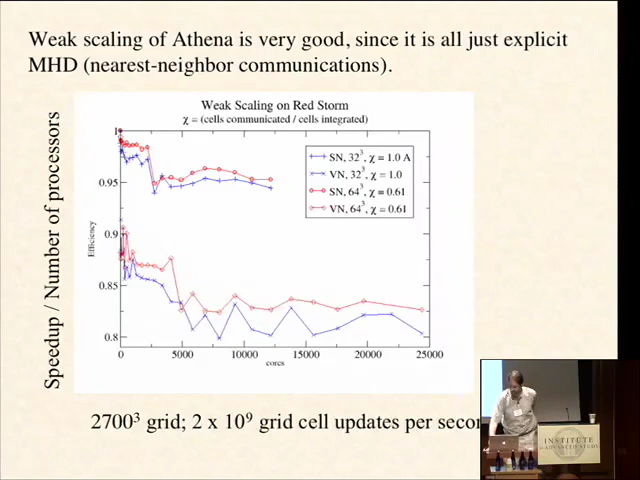 Weak scaling of Athena is very good, since it is all just explicit
MHD (nearest-neighbor communications).
Weak Scaling on Red Storm
χ = (cells communicated / cells integrated)
Speedup / Number of processors
Efficiency
1
0.95
0.9
0.85
0.8
SN, 32³, χ = 1.0 A
VN, 32³, χ = 1.0
SN, 64³, χ = 0.61
VN, 64³, χ = 0.61
0 5000 10000 15000 20000 25000
cores
2700³ grid; 2 x 10⁹ grid cell updates per secon
INSTITUTE
ADVANCED STUDY